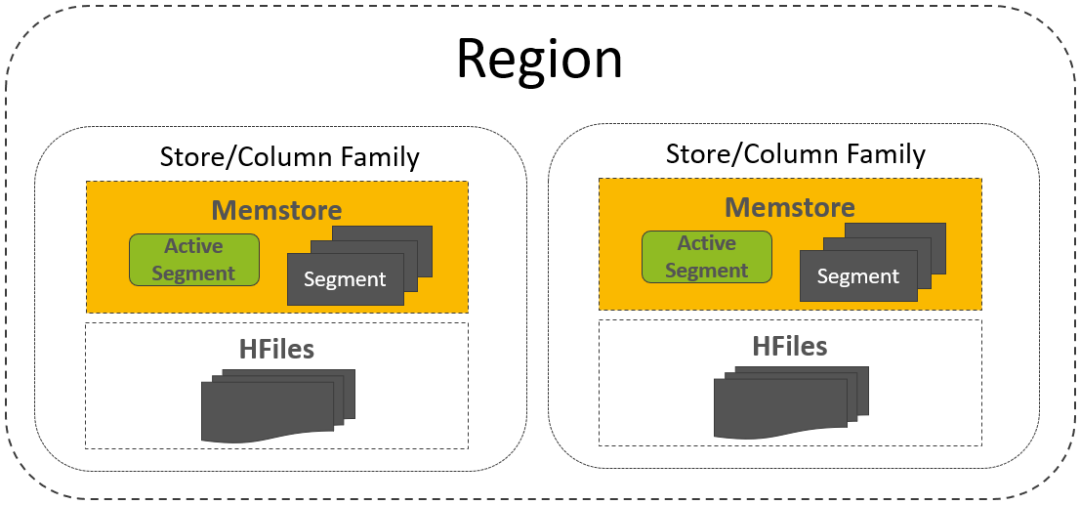 Region
Store/Column Family
Memstore
Active
Segment
Segment
HFiles
Store/Column Family
Memstore
Active
Segment
Segment
HFiles